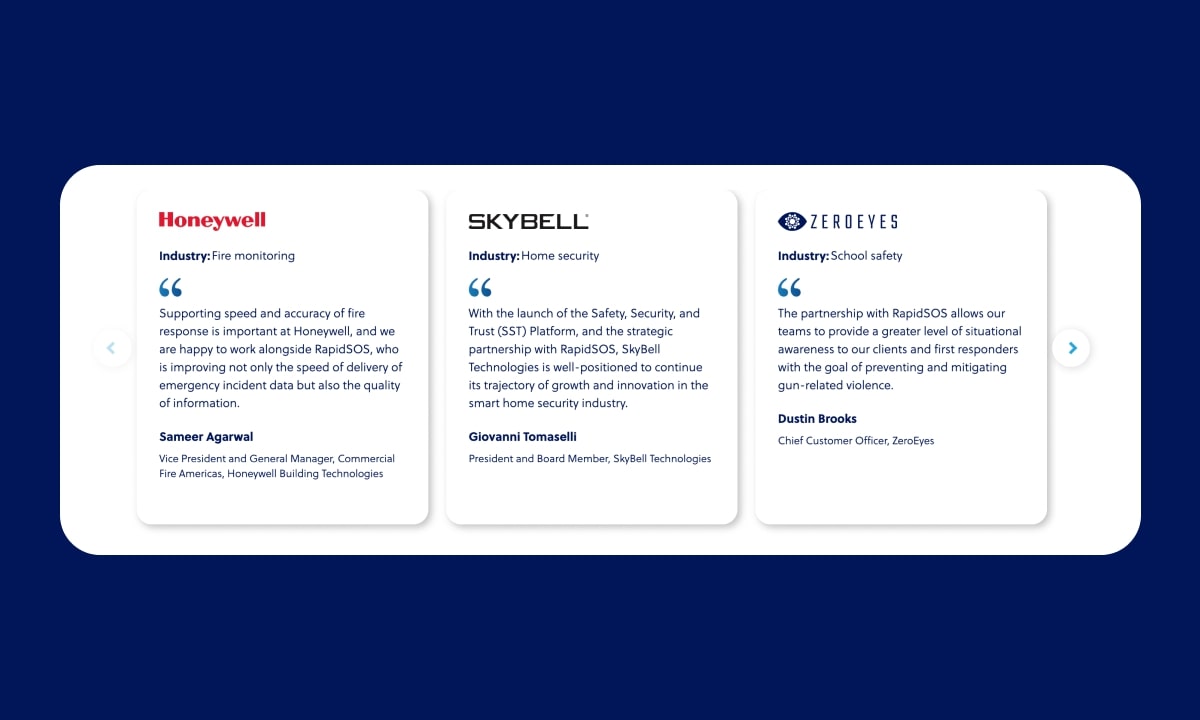 Honeywell
Industry: Fire monitoring
“
Supporting speed and accuracy of fire
response is important at Honeywell, and we
are happy to work alongside RapidSOS, who
is improving not only the speed of delivery of
emergency incident data but also the quality
of information.
Sameer Agarwal
Vice President and General Manager, Commercial
Fire Americas, Honeywell Building Technologies
SKYBELL
Industry: Home security
“
With the launch of the Safety, Security, and
Trust (SST) Platform, and the strategic
partnership with RapidSOS, SkyBell
Technologies is well-positioned to continue
its trajectory of growth and innovation in the
smart home security industry.
Giovanni Tomaselli
President and Board Member, SkyBell Technologies
ZEROEYES
Industry: School safety
“
The partnership with RapidSOS allows our
teams to provide a greater level of situational
awareness to our clients and first responders
with the goal of preventing and mitigating
gun-related violence.
Dustin Brooks
Chief Customer Officer, ZeroEyes